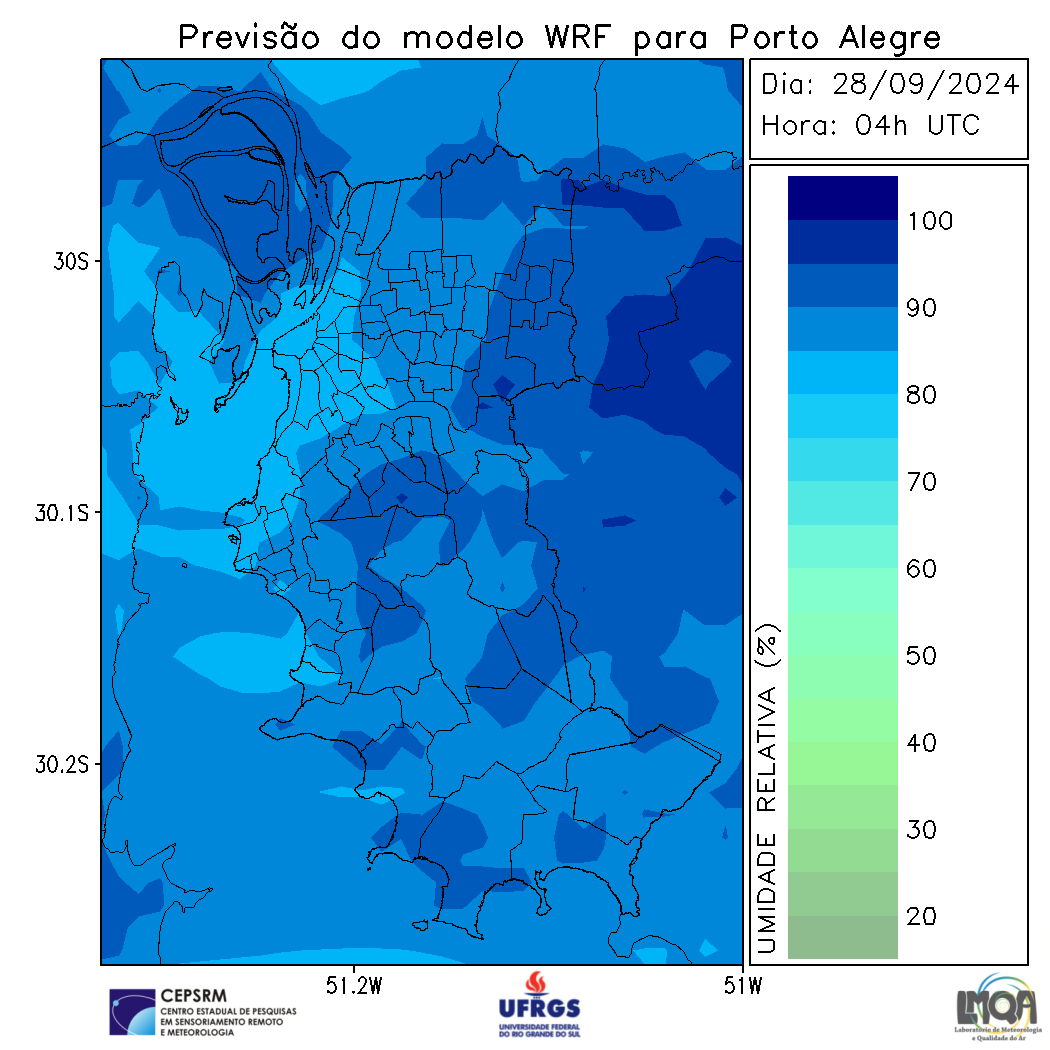 Previsão do modelo WRF para Porto Alegre
Dia: 28/09/2024
Hora: 04h UTC
100
90
80
70
60
50
40
30
20
UMIDADE RELATIVA (%)
30S
30.1S
30.2S
51.2W
51W
CEPSRM
CENTRO ESTADUAL DE PESQUISAS
EM SENSORIAMENTO REMOTO
E METEOROLOGIA
UFRGS
UNIVERSIDADE FEDERAL
DO RIO GRANDE DO SUL
LMQA
Laboratório de Meteorologia
e Qualidade do Ar